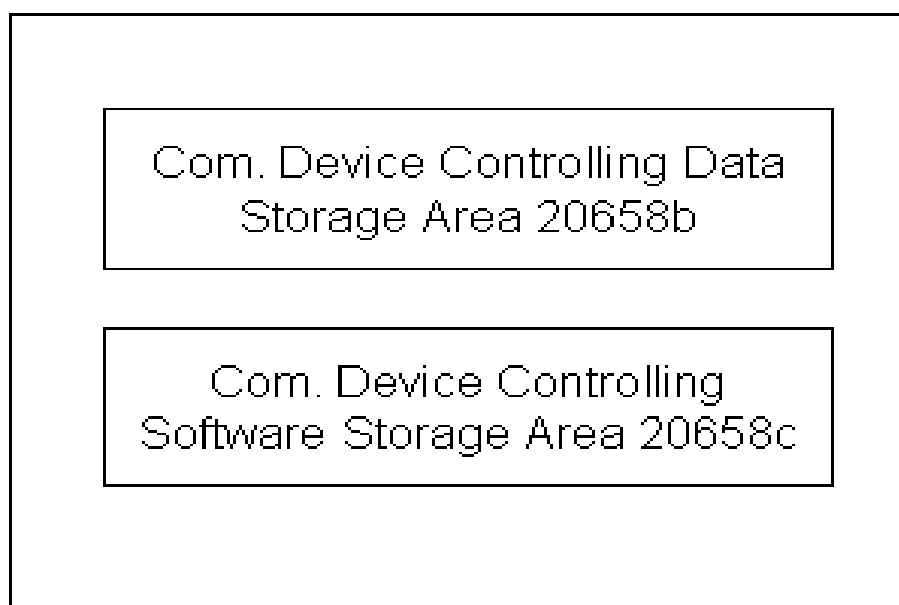 Com. Device Controlling Data
Storage Area 20658b
Com. Device Controlling
Software Storage Area 20658c